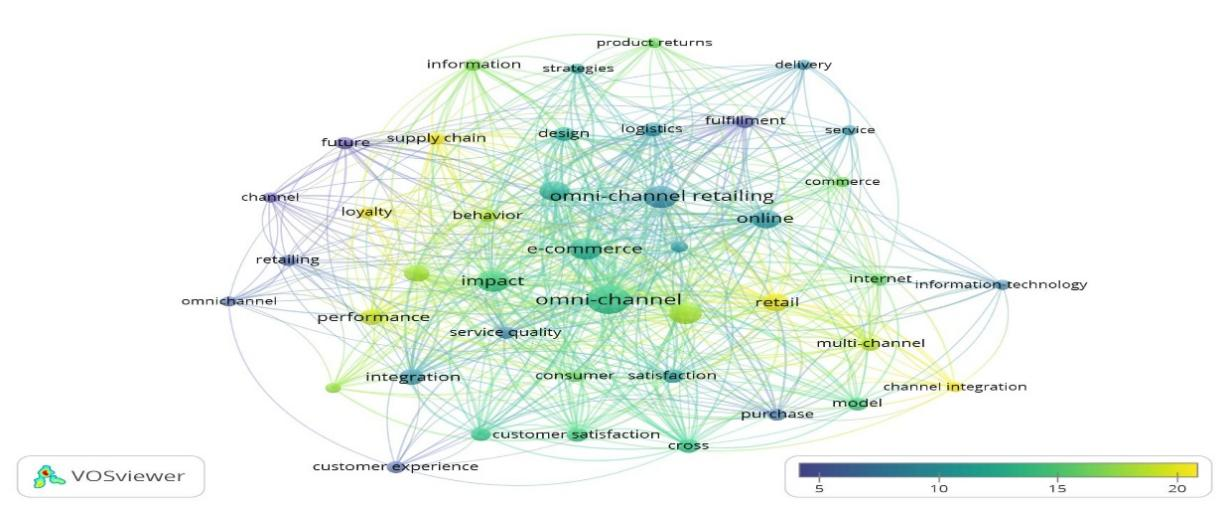 product returns
information
strategies
delivery
fulfillment
logistics
service
design
supply chain
future
commerce
omni-channel retailing
channel
loyalty
behavior
online
e-commerce
retailing
impact
internet
information technology
omnichannel
omni-channel
retail
performance
service quality
multi-channel
integration
consumer
satisfaction
channel integration
model
purchase
customer satisfaction
cross
customer experience
VOSviewer
5 10 15 20